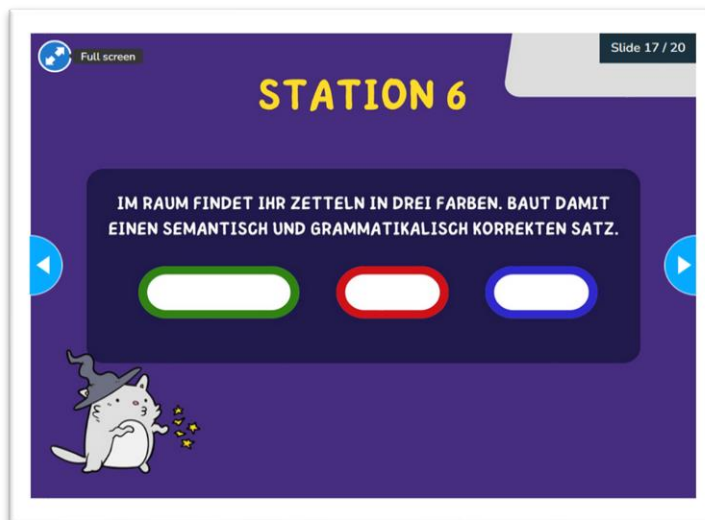 Full screen
Slide 17 / 20
STATION 6
IM RAUM FINDET IHR ZETTELN IN DREI FARBEN. BAUT DAMIT
EINEN SEMANTISCH UND GRAMMATIKALISCH KORREKTEN SATZ.